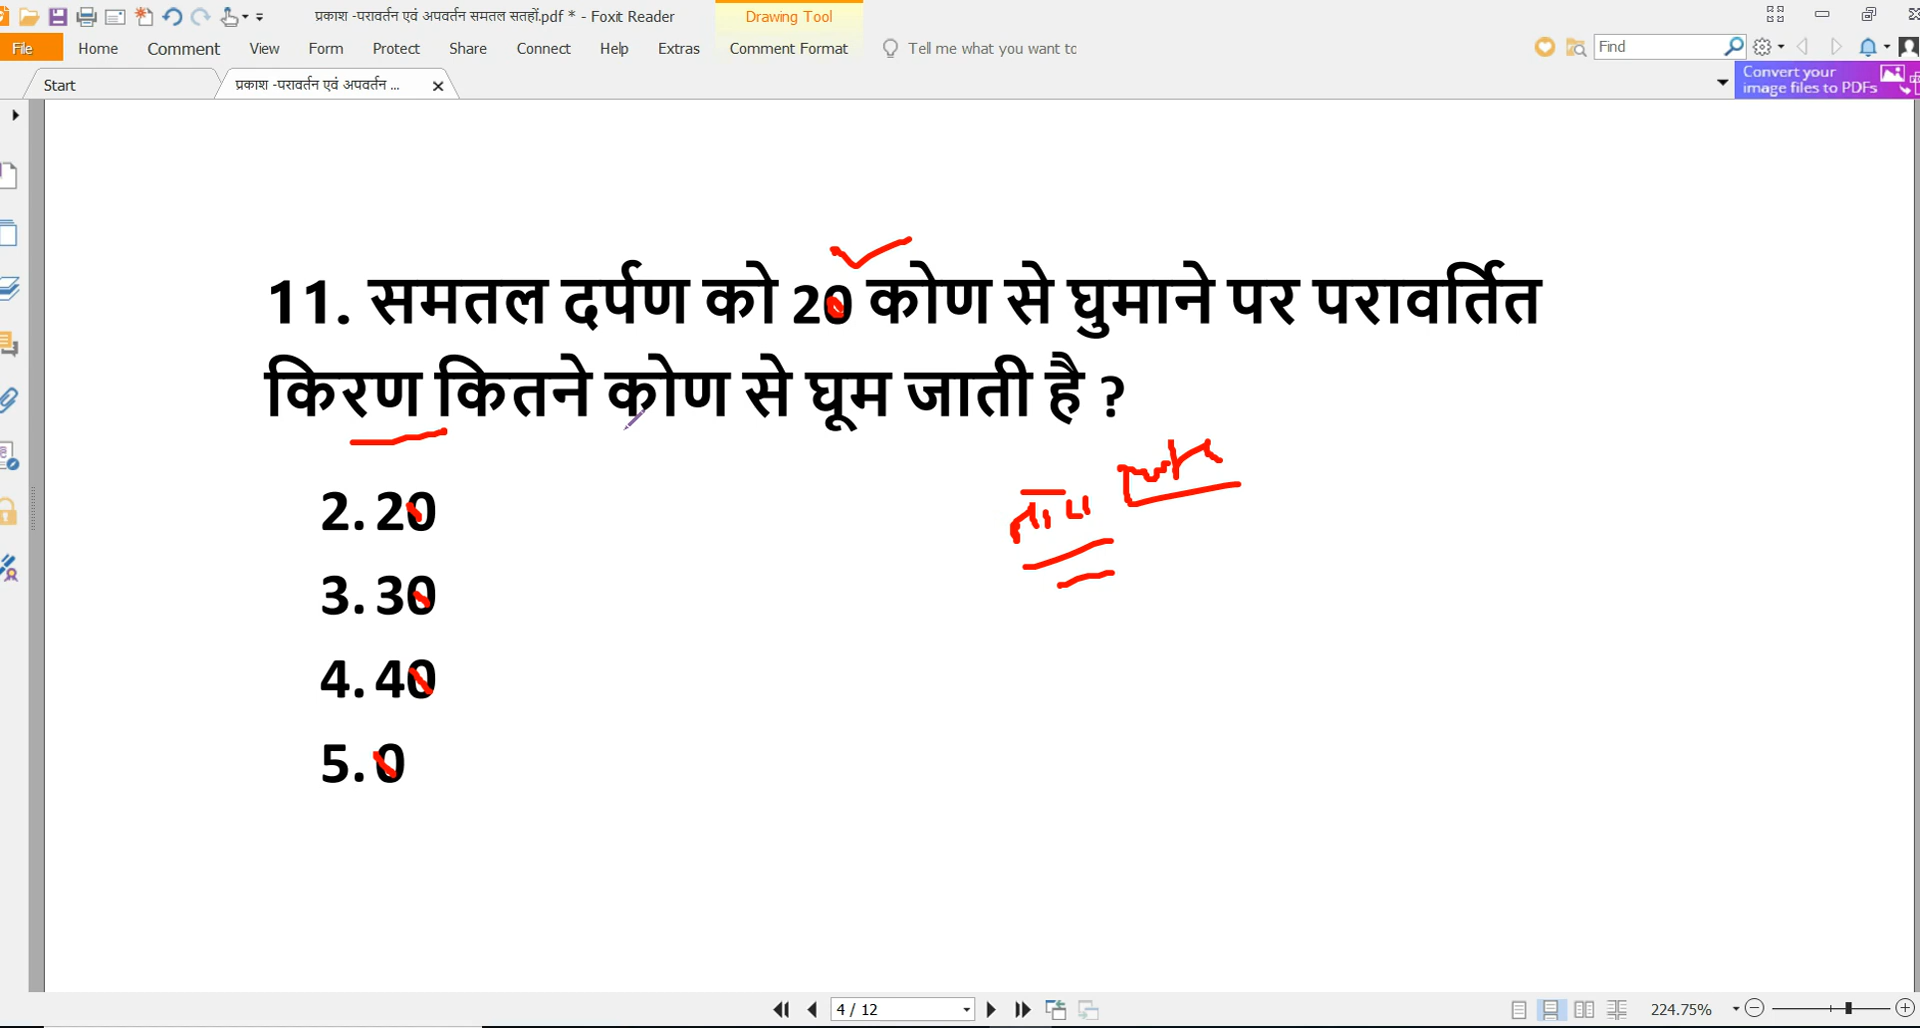 प्रकाश -परावर्तन एवं अपवर्तन समतल सतहों.pdf * - Foxit Reader
Drawing Tool
File Home Comment View Form Protect Share Connect Help Extras Comment Format Tell me what you want to
Find
Start
प्रकाश -परावर्तन एवं अपवर्तन ...
Convert your
image files to PDFs
11. समतल दर्पण को 20 कोण से घुमाने पर परावर्तित
किरण कितने कोण से घूम जाती है ?
2. 20
3. 30
4. 40
5. 0
4 / 12
224.75%